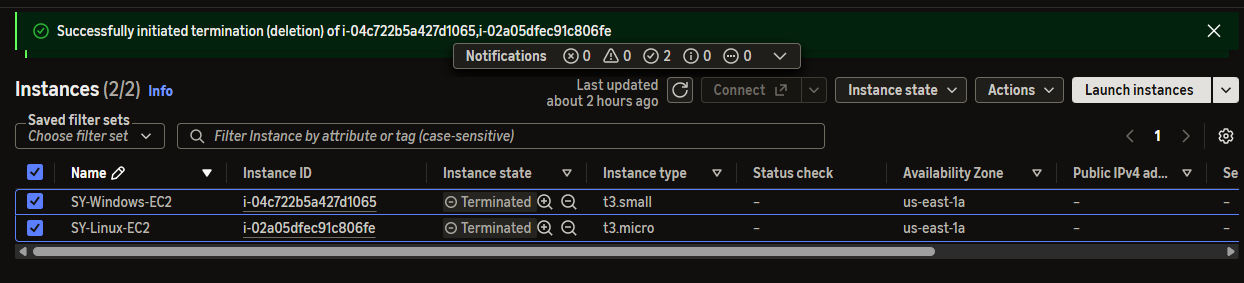 Successfully initiated termination (deletion) of i-04c722b5a427d1065,i-02a05dfec91c806fe
Notifications 0 0 2 0 0
Instances (2/2) Info
Last updated
about 2 hours ago
Connect
Instance state
Actions
Launch instances
Saved filter sets
Choose filter set
Filter Instance by attribute or tag (case-sensitive)
1
Name Instance ID Instance state Instance type Status check Availability Zone Public IPv4 ad... Se
SY-Windows-EC2 i-04c722b5a427d1065 Terminated t3.small – us-east-1a – –
SY-Linux-EC2 i-02a05dfec91c806fe Terminated t3.micro – us-east-1a – –